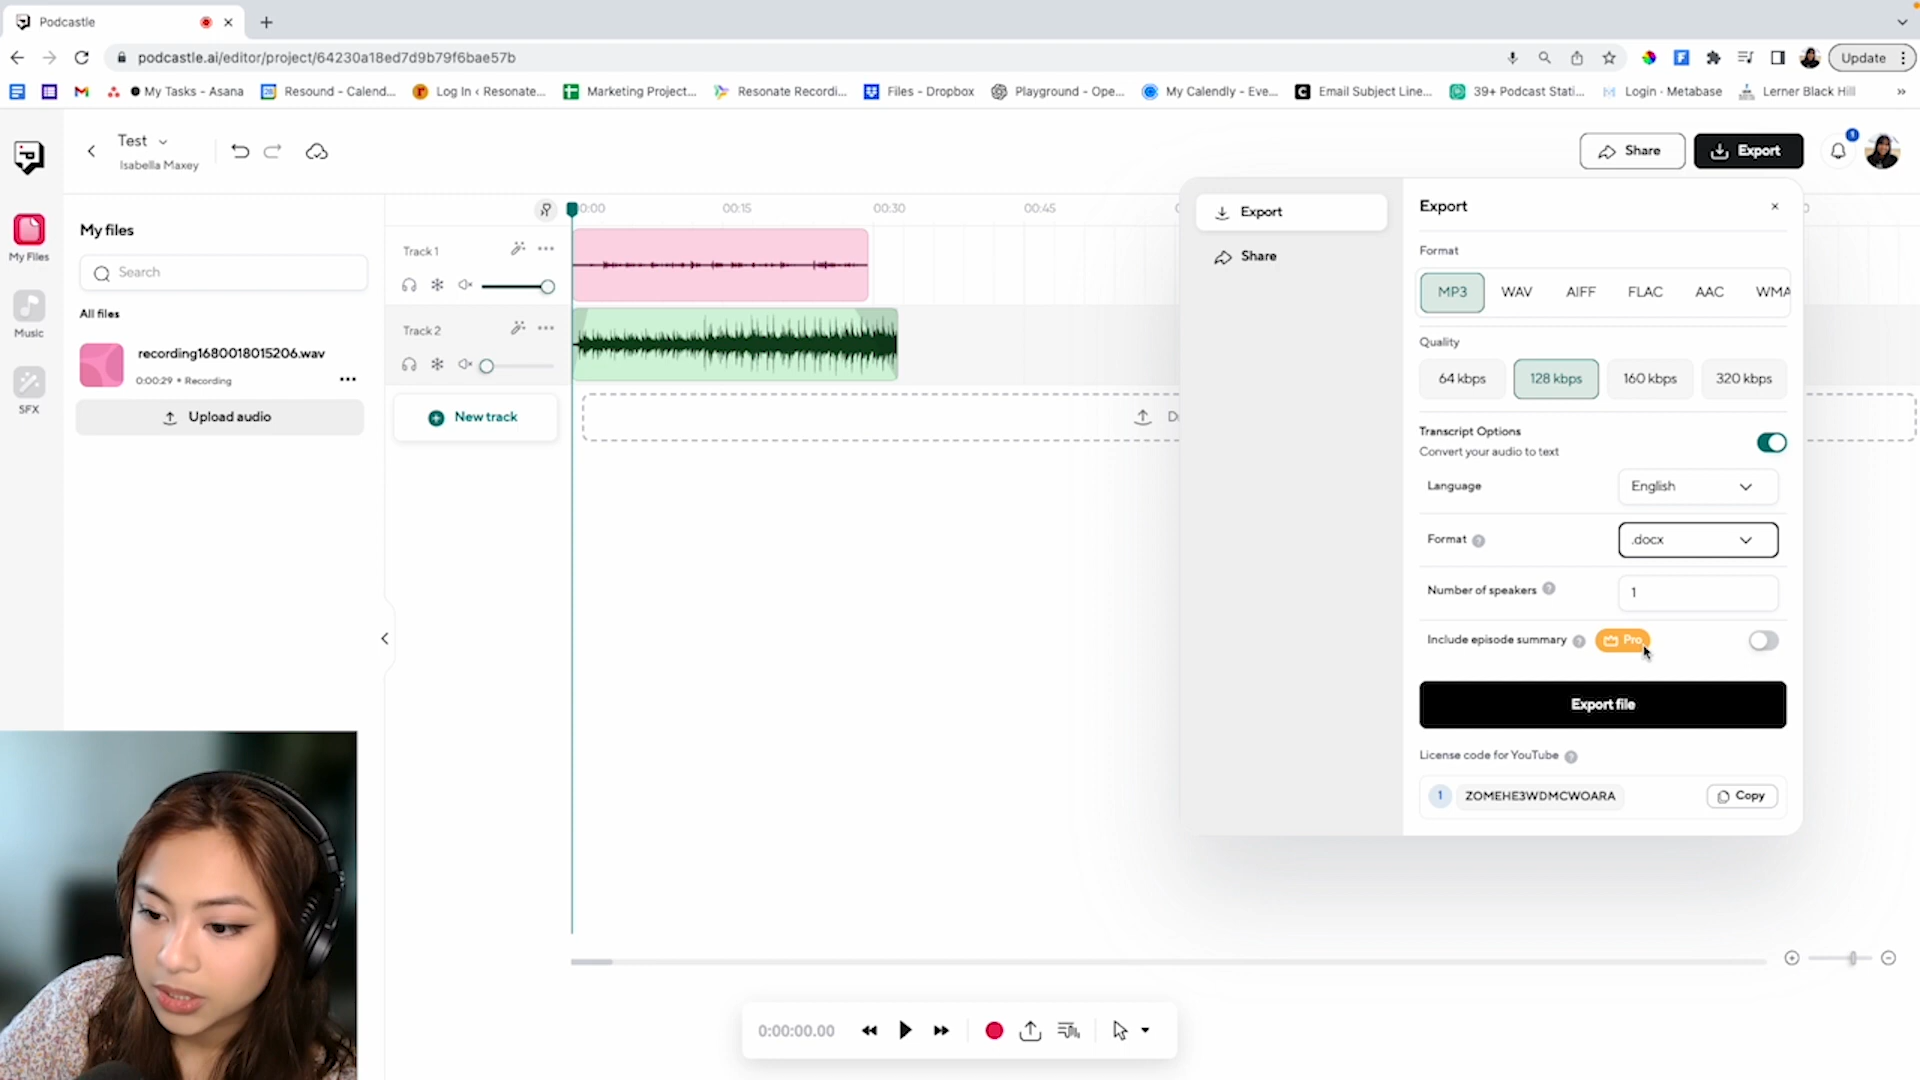 Podcastle
podcastle.ai/editor/project/64230a18ed7d9b79f6bae57b
Update
My Tasks - Asana
Resound - Calend...
Log In ‹ Resonate...
Marketing Project...
Resonate Recordi...
Files - Dropbox
Playground - Ope...
My Calendly - Eve...
Email Subject Line...
39+ Podcast Stati...
Login · Metabase
Lerner Black Hill
»
Test
Isabella Maxey
Share
Export
1
My Files
Music
SFX
My files
Search
All files
recording1680018015206.wav
0:00:29 • Recording
Upload audio
0:00
00:15
00:30
00:45
Track 1
Track 2
New track
Export
Share
Export
Format
MP3
WAV
AIFF
FLAC
AAC
WMA
Quality
64 kbps
128 kbps
160 kbps
320 kbps
Transcript Options
Convert your audio to text
Language
English
Format
.docx
Number of speakers
1
Include episode summary
Pro
Export file
License code for YouTube
1
ZOMEHE3WDMCWOARA
Copy
0:00:00.00